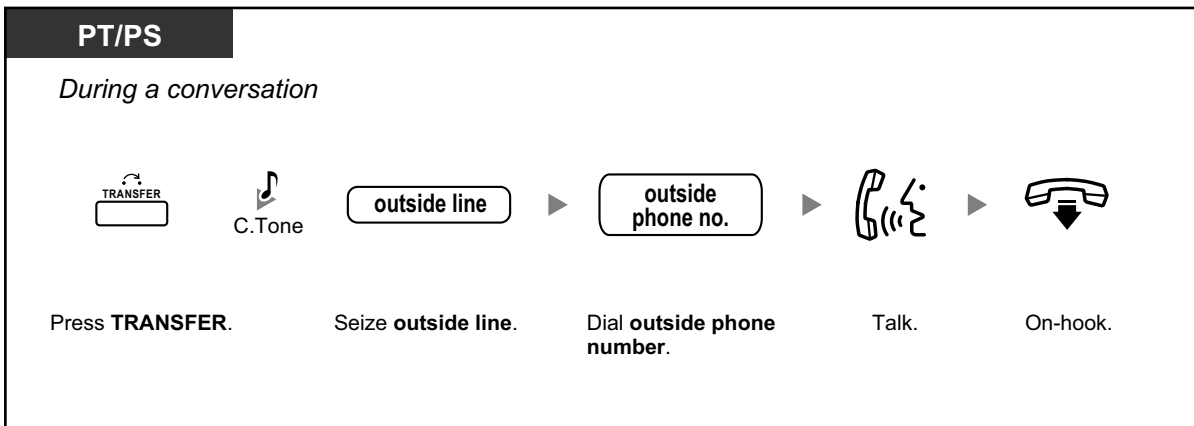 PT/PS
During a conversation
TRANSFER
C.Tone
outside line
outside
phone no.
Press TRANSFER.
Seize outside line.
Dial outside phone
number.
Talk.
On-hook.